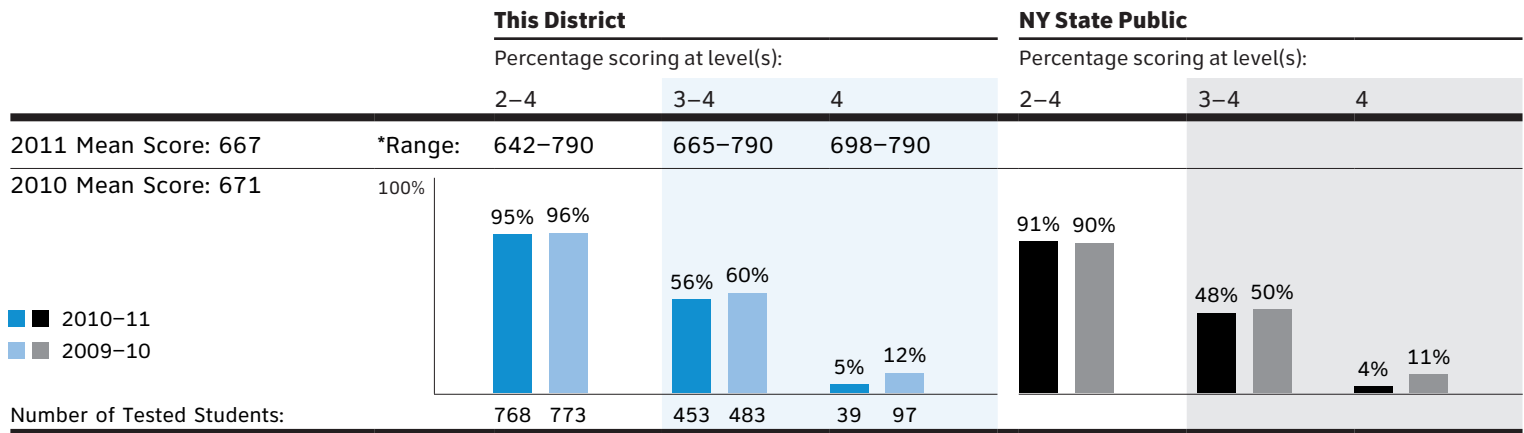 This District NY State Public
Percentage scoring at level(s): Percentage scoring at level(s):
2–4 3–4 4 2–4 3–4 4
2011 Mean Score: 667 *Range: 642–790 665–790 698–790
2010 Mean Score: 671 100%
95% 96% 56% 60% 5% 12% 91% 90% 48% 50% 4% 11%
2010–11
2009–10
Number of Tested Students: 768 773 453 483 39 97